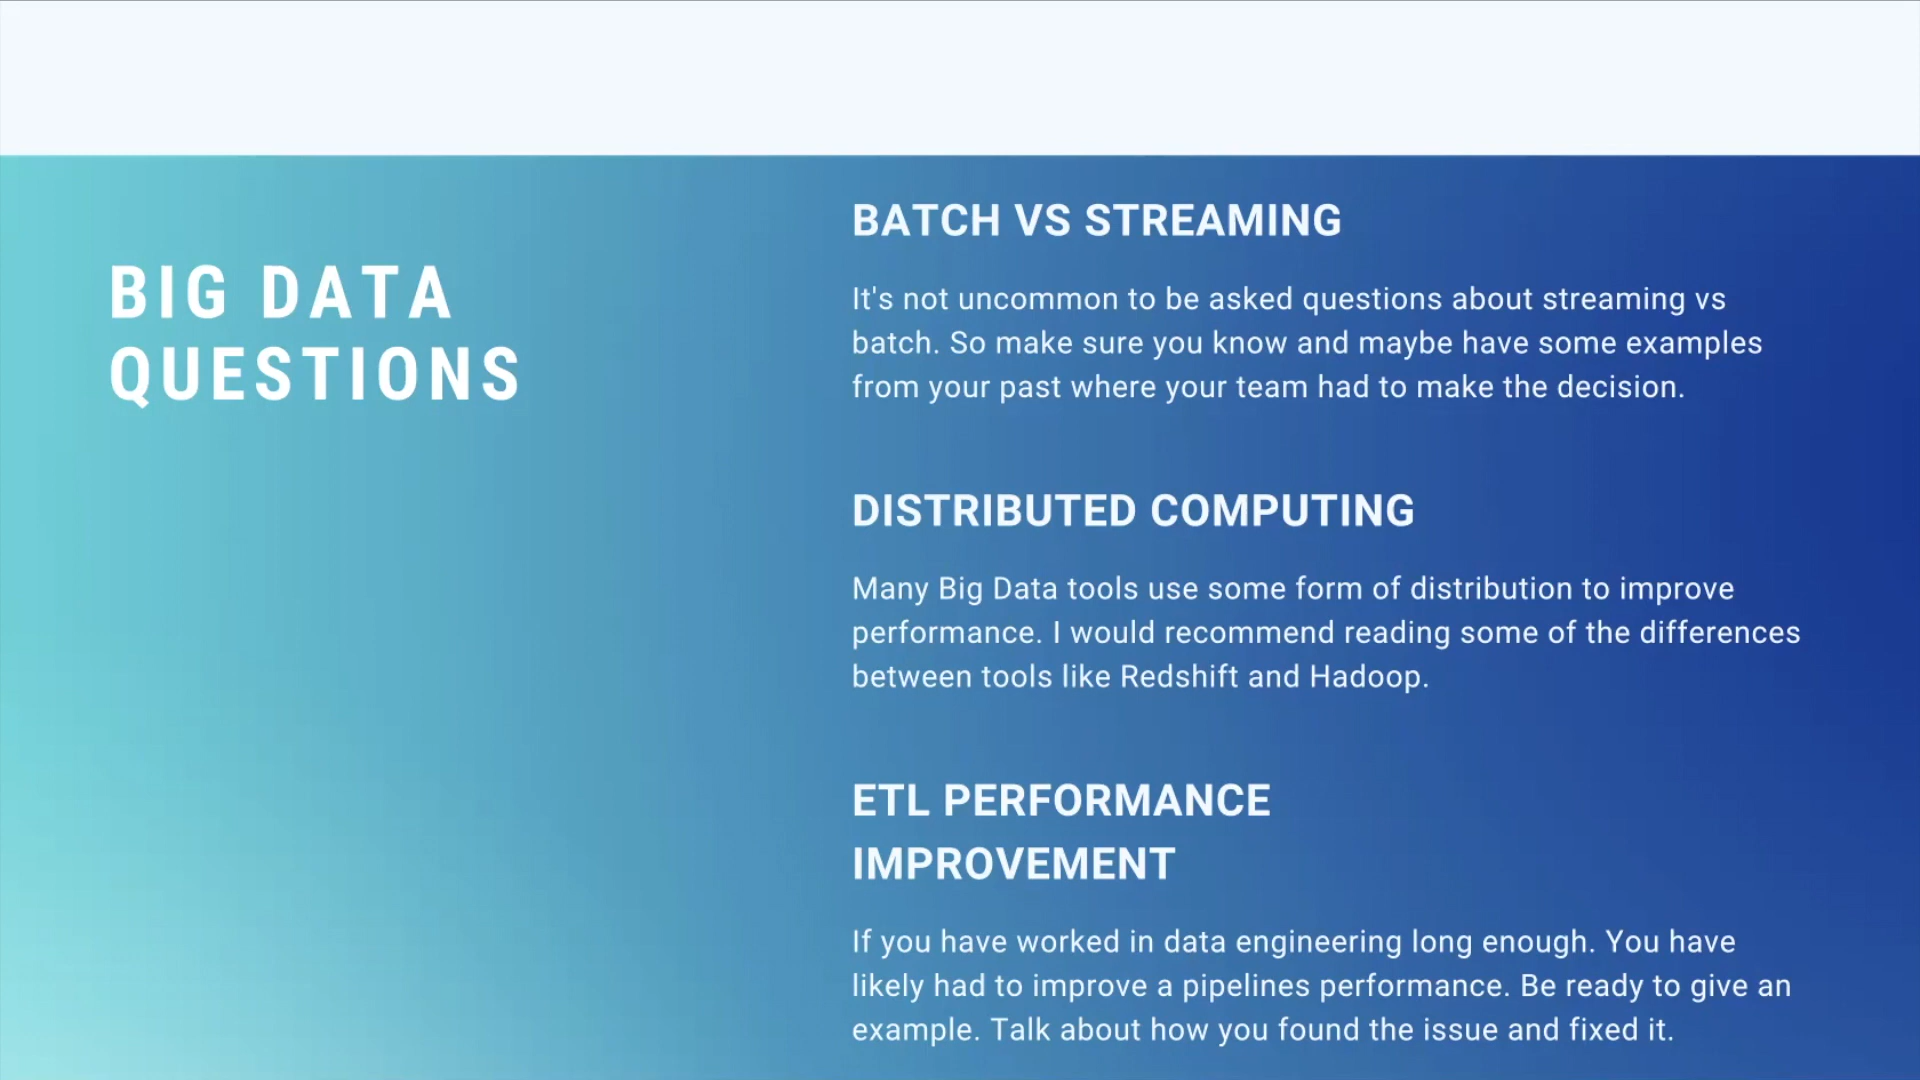 BIG DATA
QUESTIONS
BATCH VS STREAMING
It's not uncommon to be asked questions about streaming vs
batch. So make sure you know and maybe have some examples
from your past where your team had to make the decision.
DISTRIBUTED COMPUTING
Many Big Data tools use some form of distribution to improve
performance. I would recommend reading some of the differences
between tools like Redshift and Hadoop.
ETL PERFORMANCE
IMPROVEMENT
If you have worked in data engineering long enough. You have
likely had to improve a pipelines performance. Be ready to give an
example. Talk about how you found the issue and fixed it.